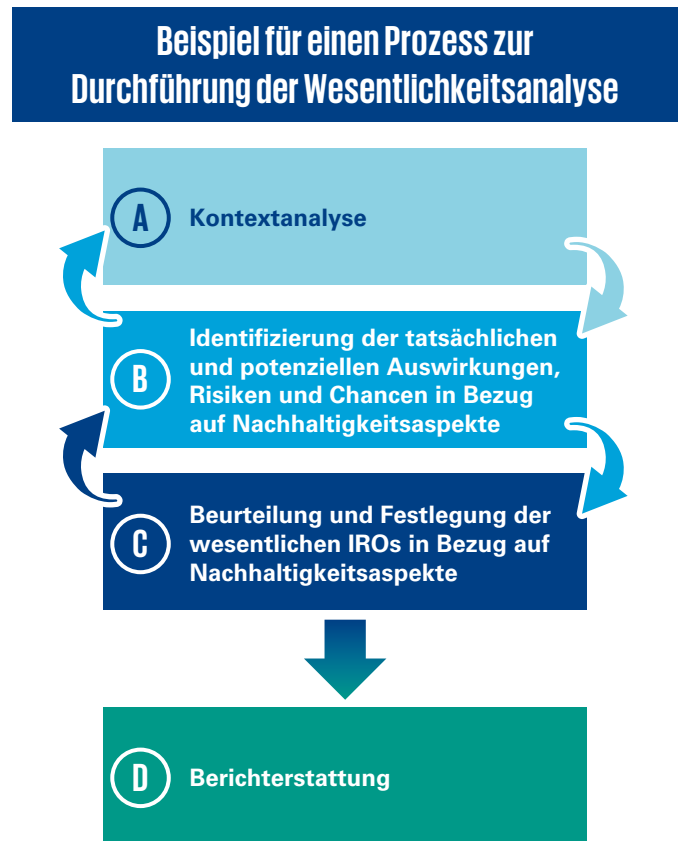 Beispiel für einen Prozess zur
Durchführung der Wesentlichkeitsanalyse
A
Kontextanalyse
B
Identifizierung der tatsächlichen
und potenziellen Auswirkungen,
Risiken und Chancen in Bezug
auf Nachhaltigkeitsaspekte
C
Beurteilung und Festlegung der
wesentlichen IROs in Bezug auf
Nachhaltigkeitsaspekte
D
Berichterstattung